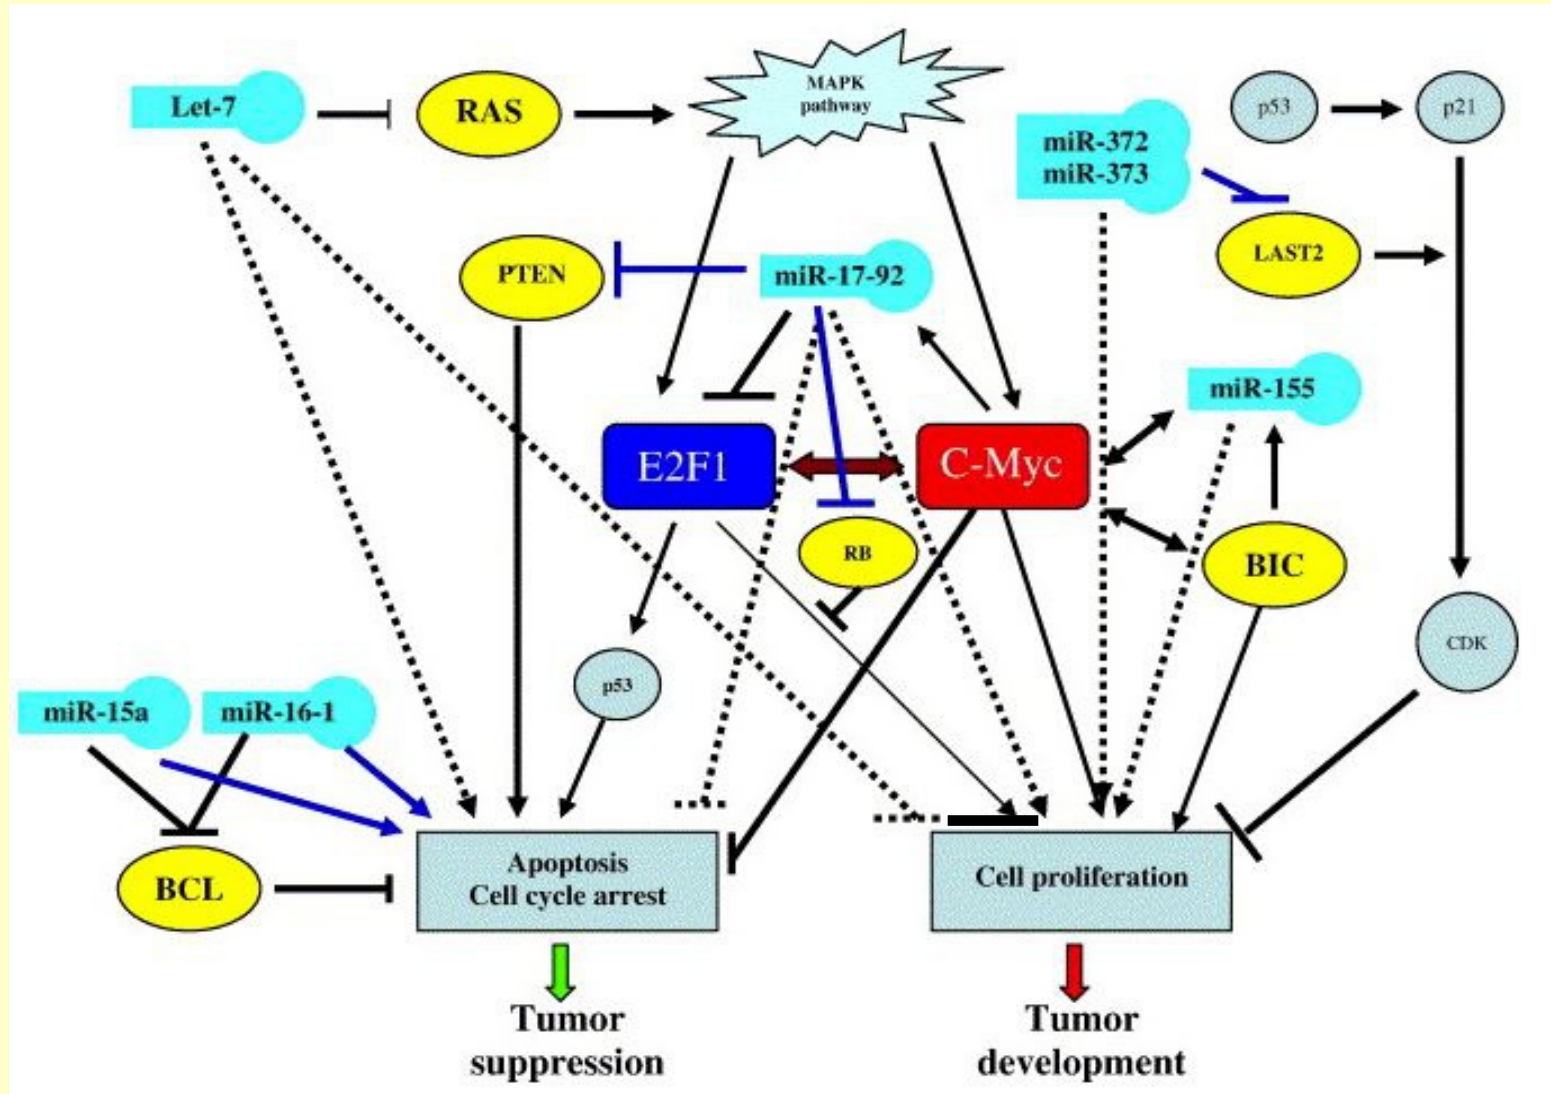 MAPK
pathway
Let-7
RAS
p53
p21
miR-372
miR-373
LAST2
PTEN
miR-17-92
miR-155
E2F1
C-Myc
RB
BIC
CDK
p53
miR-15a
miR-16-1
BCL
Apoptosis
Cell cycle arrest
Cell proliferation
Tumor
suppression
Tumor
development